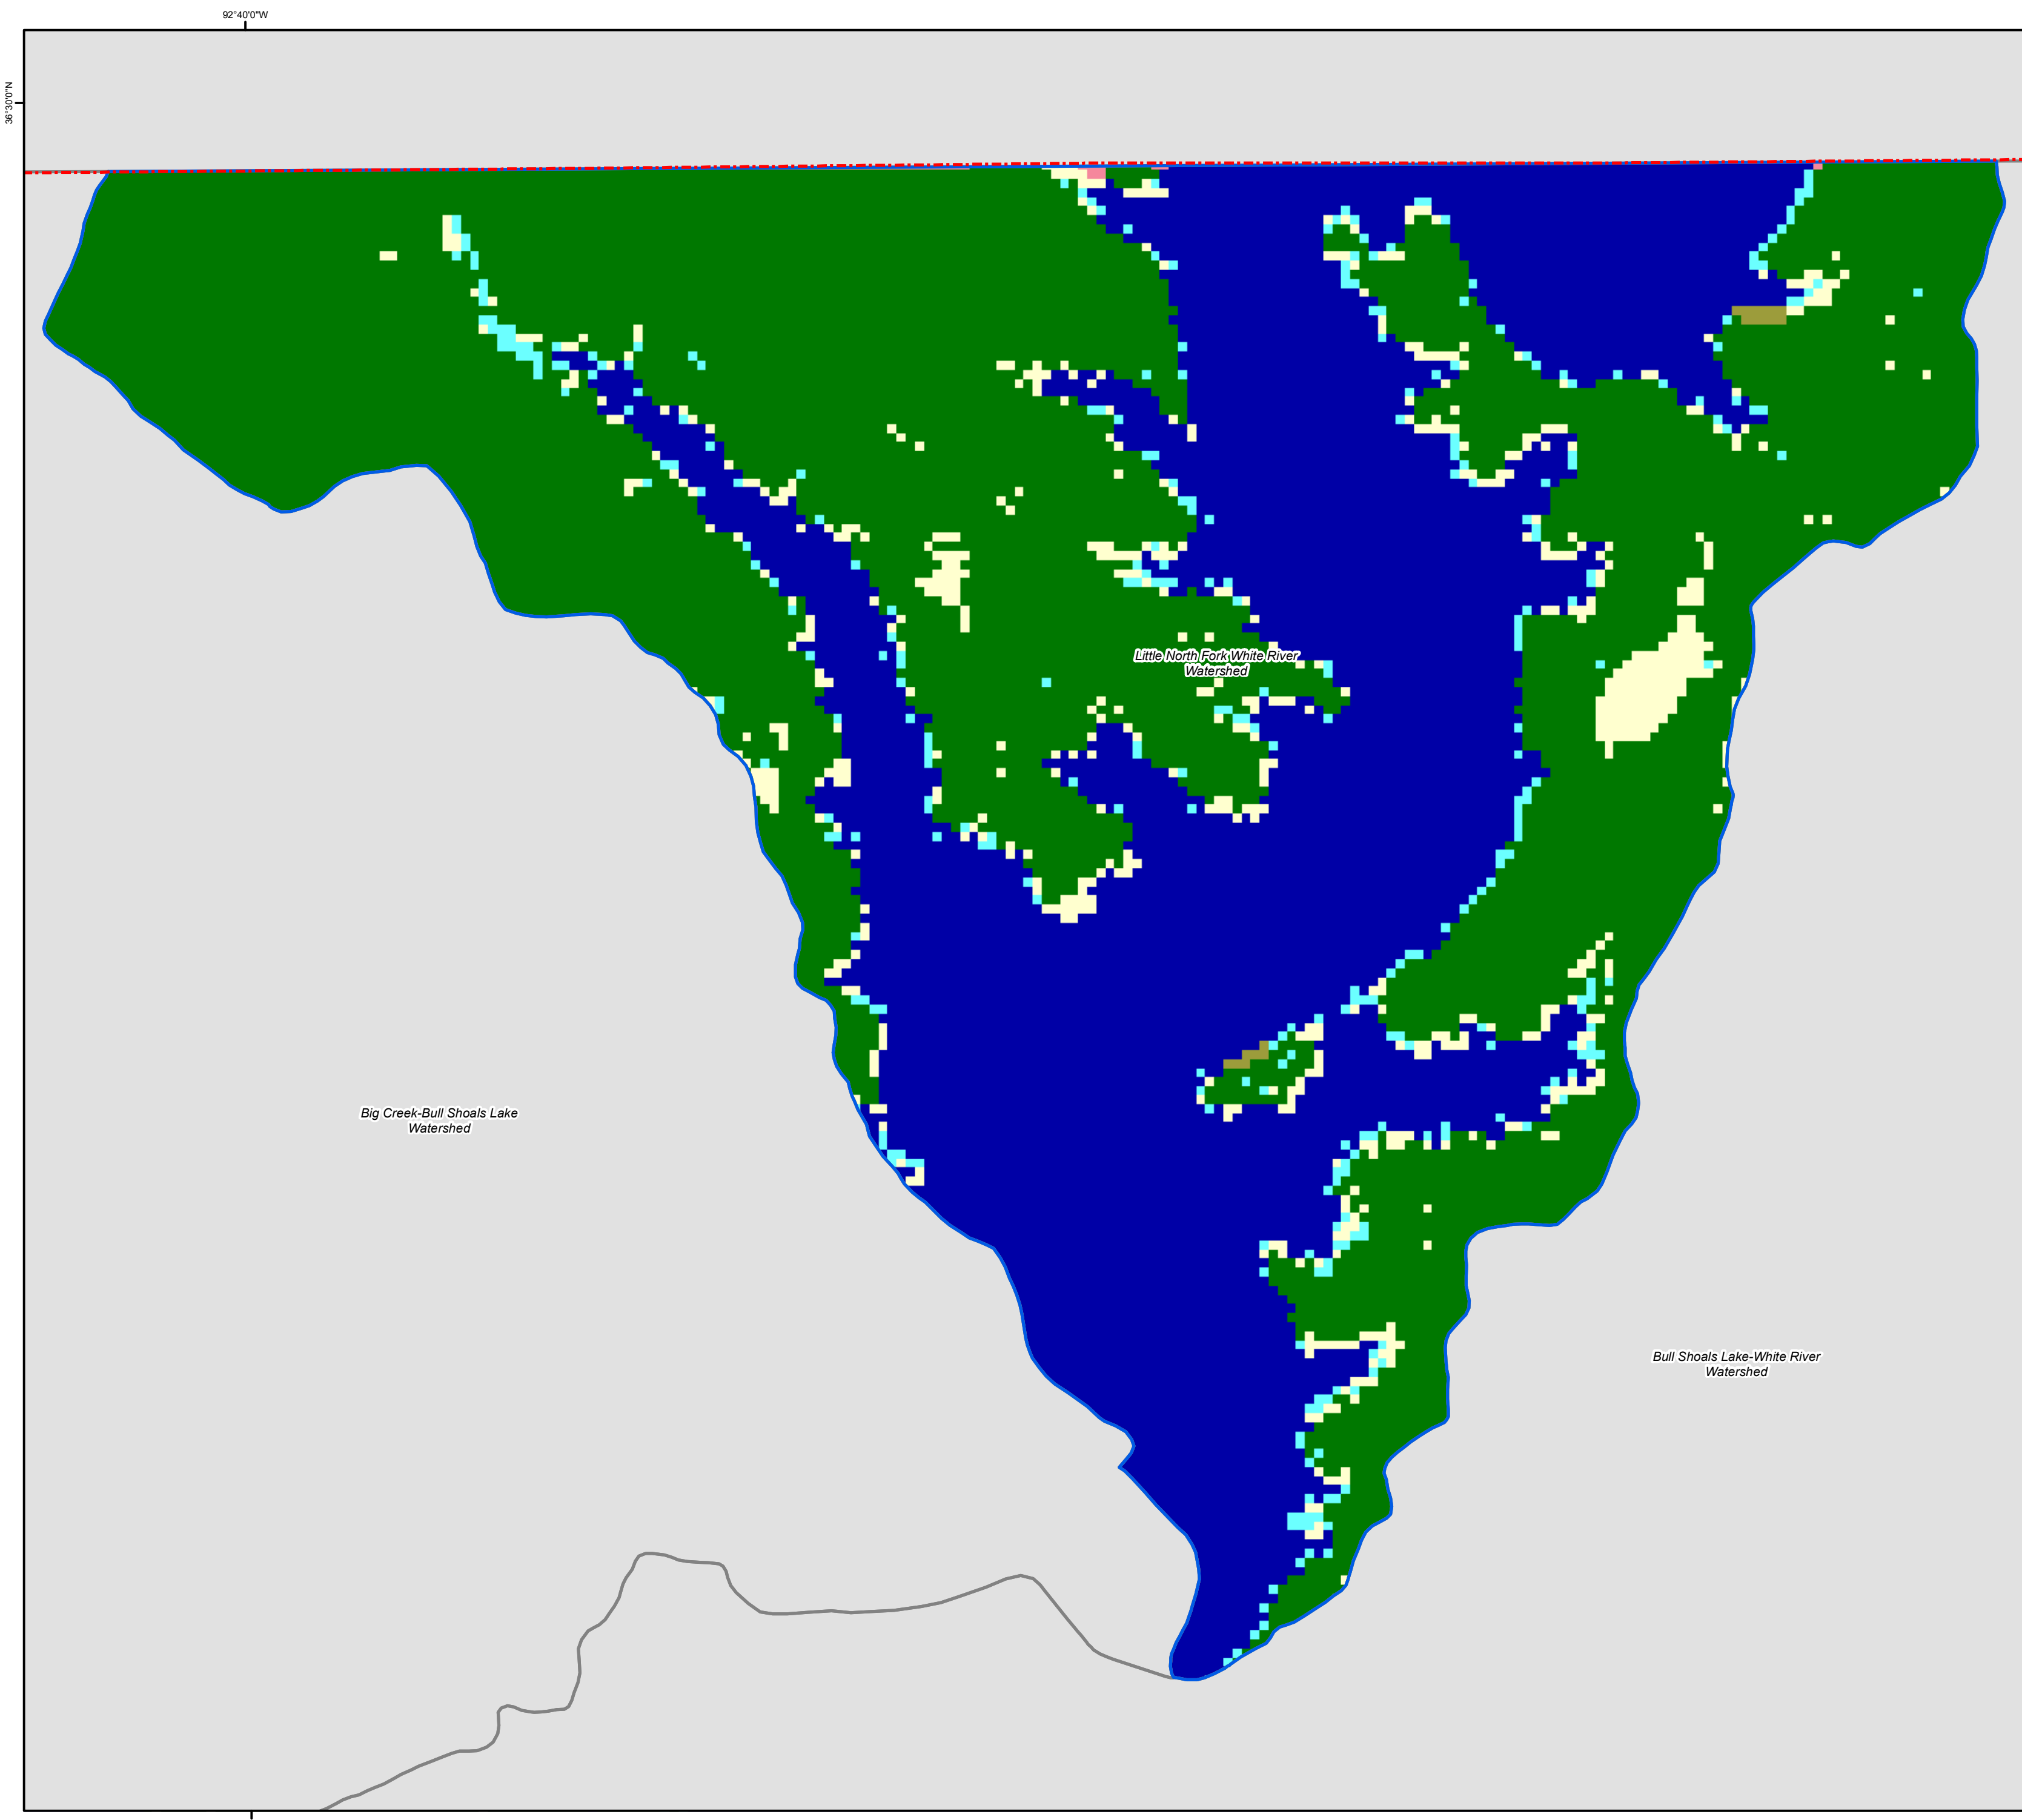 92°40'0"W
36°30'0"N
Little North Fork White River
Watershed
Big Creek-Bull Shoals Lake
Watershed
Bull Shoals Lake-White River
Watershed